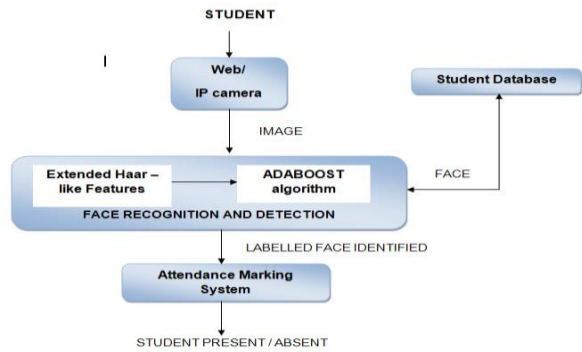 STUDENT
I
Web/
IP camera
Student Database
IMAGE
Extended Haar –
like Features
ADABOOST
algorithm
FACE
FACE RECOGNITION AND DETECTION
LABELLED FACE IDENTIFIED
Attendance Marking
System
STUDENT PRESENT / ABSENT